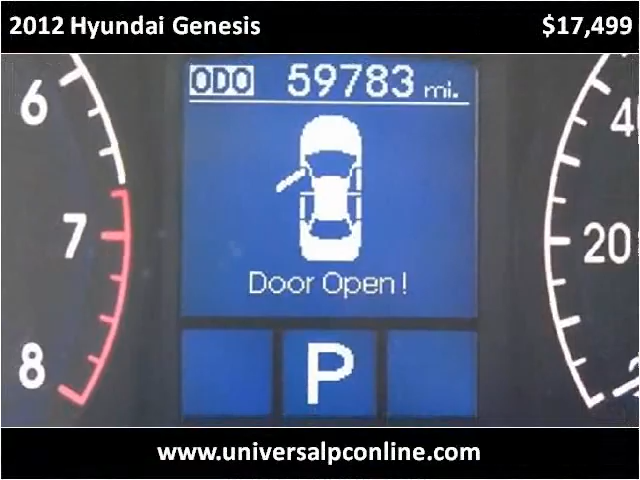 2012 Hyundai Genesis $17,499
ODO 59783 mi.
6
7
8
Door Open!
P
20
www.universalpconline.com